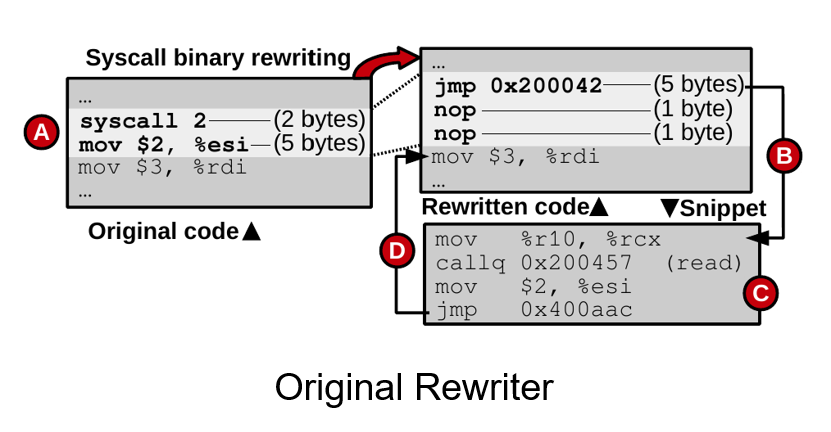 Syscall binary rewriting
...
syscall 2 (2 bytes)
mov $2, %esi (5 bytes)
mov $3, %rdi
...
A
Original code▲
...
jmp 0x200042 (5 bytes)
nop (1 byte)
nop (1 byte)
mov $3, %rdi
...
B
Rewritten code▲ ▼Snippet
mov %r10, %rcx
callq 0x200457 (read)
mov $2, %esi
jmp 0x400aac
D
C
Original Rewriter